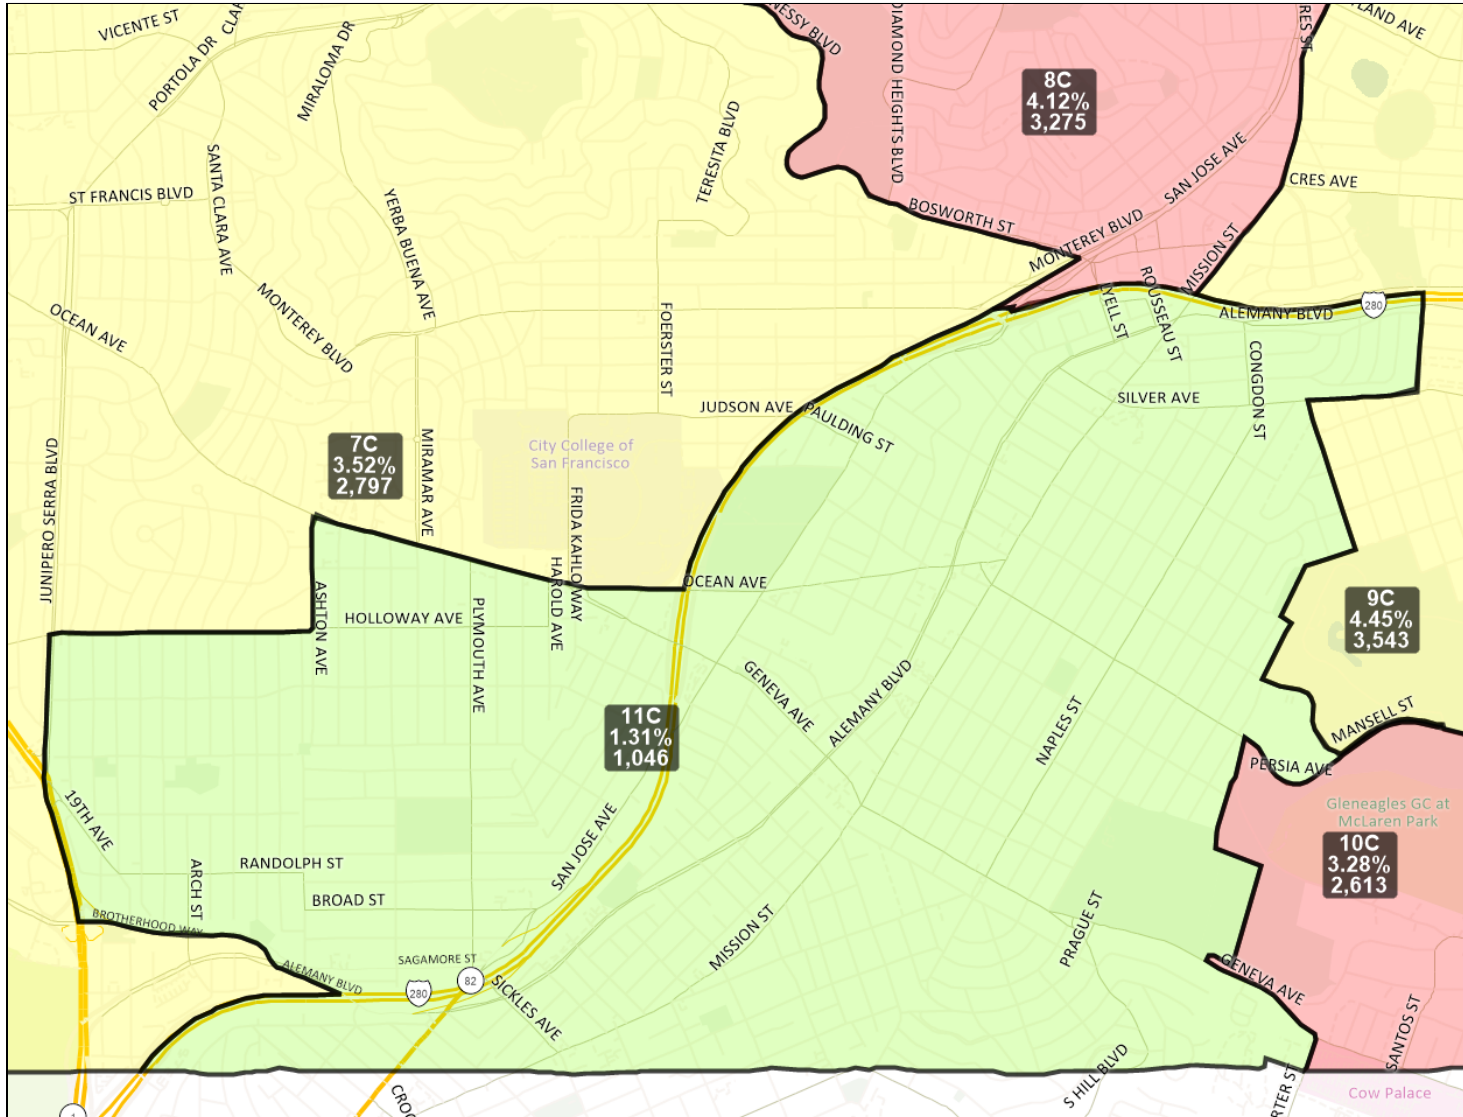 VICENTE ST
PORTOLA DR
MIRALOMA DR
DIAMOND HEIGHTS BLVD
8C
4.12%
3,275
SAN JOSE AVE
TERESITA BLVD
SANTA CLARA AVE
ST FRANCIS BLVD
YERBA BUENA AVE
CRES AVE
BOSWORTH ST
MONTEREY BLVD
MISSION ST
OCEAN AVE
MONTEREY BLVD
FOERSTER ST
LYELL ST
ROUSSEAU ST
ALEMANY BLVD
280
CONGDON ST
SILVER AVE
JUDSON AVE
PAULDING ST
JUNIPERO SERRA BLVD
7C
3.52%
2,797
MIRAMAR AVE
City College of
San Francisco
FRIDA KAHLO WAY
HAROLD AVE
OCEAN AVE
ASHTON AVE
HOLLOWAY AVE
PLYMOUTH AVE
9C
4.45%
3,543
GENEVA AVE
ALEMANY BLVD
NAPLES ST
11C
1.31%
1,046
MANSELL ST
PERSIA AVE
19TH AVE
Gleneagles GC at
McLaren Park
10C
3.28%
2,613
SAN JOSE AVE
RANDOLPH ST
ARCH ST
BROAD ST
BROTHERHOOD WAY
MISSION ST
PRAGUE ST
SAGAMORE ST
ALEMANY BLVD
280
82
SICKLES AVE
GENEVA AVE
SANTOS ST
S HILL BLVD
Cow Palace
1